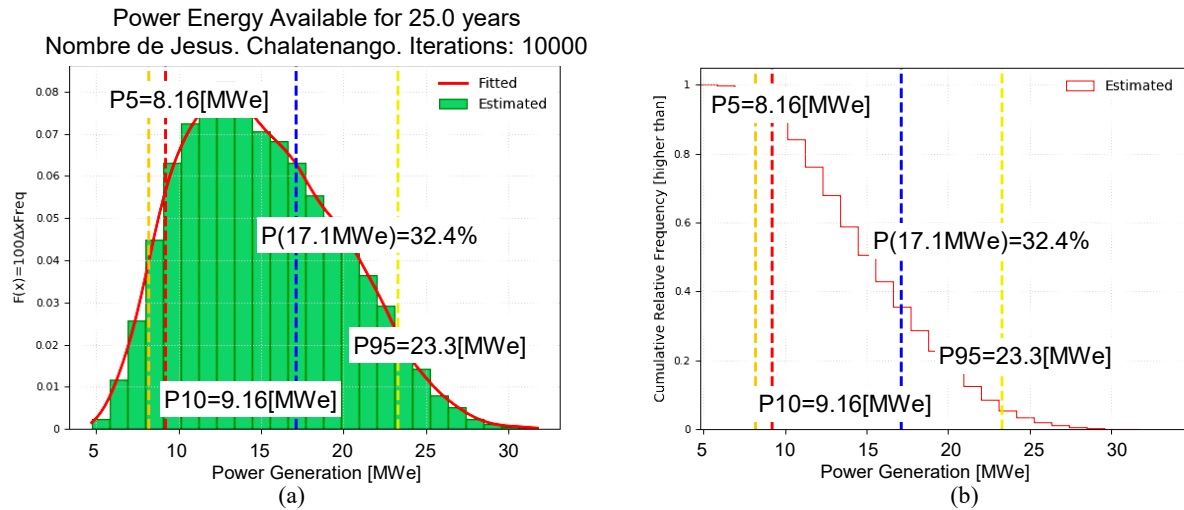 Power Energy Available for 25.0 years
Nombre de Jesus. Chalatenango. Iterations: 10000
Fitted
Estimated
P5=8.16[MWe]
P(17.1MWe)=32.4%
P95=23.3[MWe]
P10=9.16[MWe]
F(x)=100ΔxFreq
0.08
0.07
0.06
0.05
0.04
0.03
0.02
0.01
0
5 10 15 20 25 30
Power Generation [MWe]
(a)
Estimated
P5=8.16[MWe]
P(17.1MWe)=32.4%
P95=23.3[MWe]
P10=9.16[MWe]
Cumulative Relative Frequency [higher than]
1
0.8
0.6
0.4
0.2
0
5 10 15 20 25 30
Power Generation [MWe]
(b)